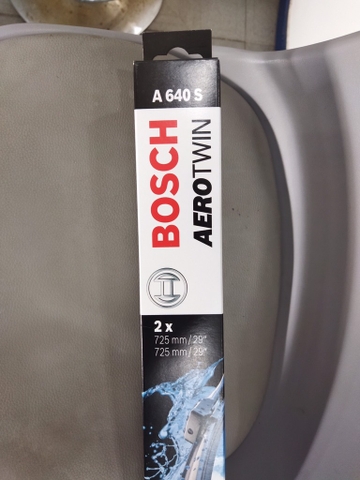 A 640 S
BOSCH
AEROTWIN
2 x
725 mm/29"
725 mm/29"